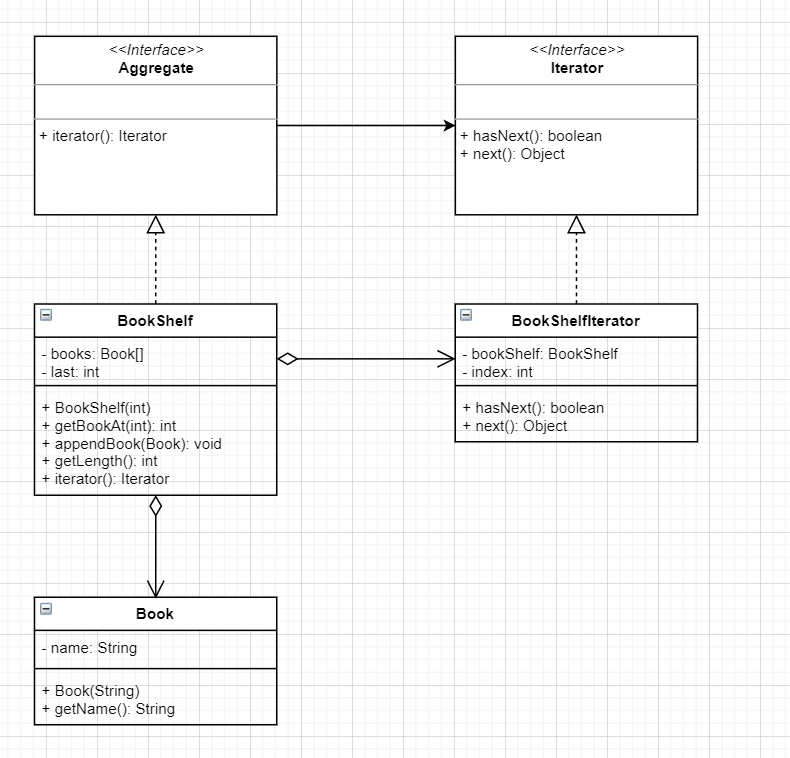 <<Interface>>
Aggregate
+ iterator(): Iterator
<<Interface>>
Iterator
+ hasNext(): boolean
+ next(): Object
BookShelf
- books: Book[]
- last: int
+ BookShelf(int)
+ getBookAt(int): int
+ appendBook(Book): void
+ getLength(): int
+ iterator(): Iterator
BookShelfIterator
- bookShelf: BookShelf
- index: int
+ hasNext(): boolean
+ next(): Object
Book
- name: String
+ Book(String)
+ getName(): String